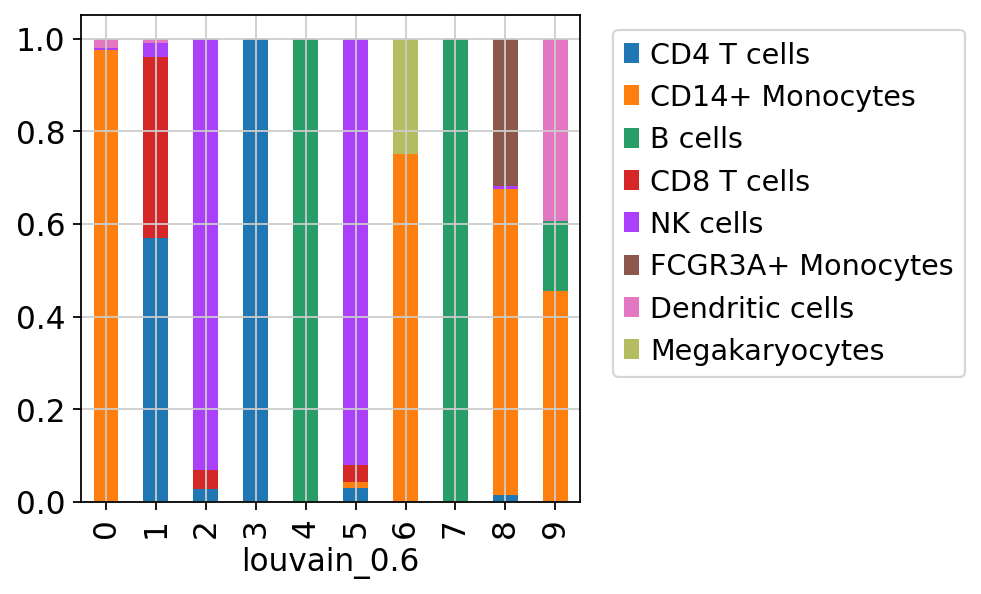 1.0
0.8
0.6
0.4
0.2
0.0
0
1
2
3
4
5
6
7
8
9
louvain_0.6
CD4 T cells
CD14+ Monocytes
B cells
CD8 T cells
NK cells
FCGR3A+ Monocytes
Dendritic cells
Megakaryocytes